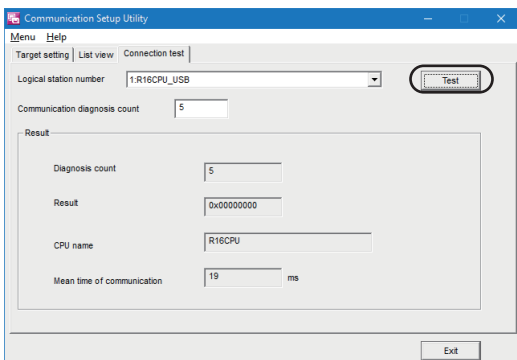 Communication Setup Utility
Menu Help
Target setting List view Connection test
Logical station number 1:R16CPU_USB Test
Communication diagnosis count 5
Result
Diagnosis count 5
Result 0x00000000
CPU name R16CPU
Mean time of communication 19 ms
Exit